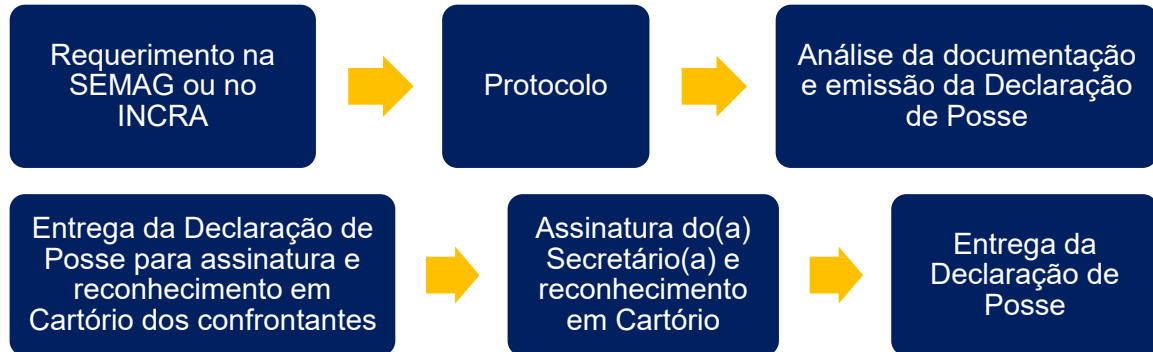 Requerimento na
SEMAG ou no
INCRA
Protocolo
Análise da documentação
e emissão da Declaração
de Posse
Entrega da Declaração de
Posse para assinatura e
reconhecimento em
Cartório dos confrontantes
Assinatura do(a)
Secretário(a) e
reconhecimento
em Cartório
Entrega da
Declaração de
Posse